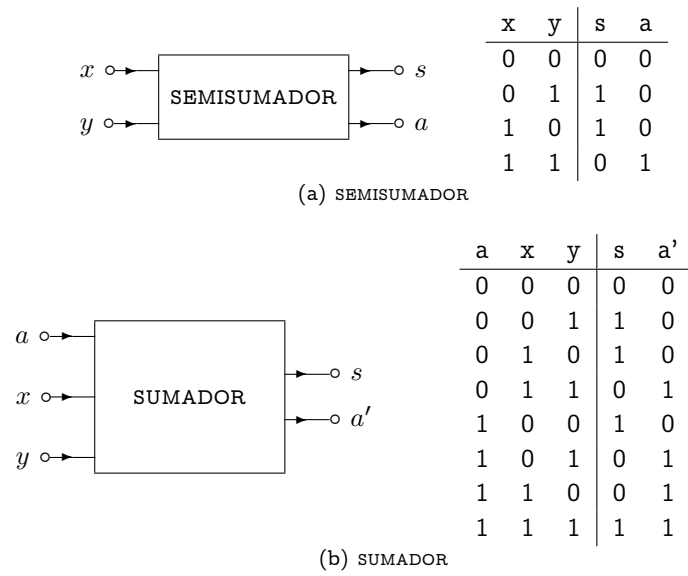 x y s a
0 0 0 0
x SEMISUMADOR s
0 1 1 0
1 0 1 0
y a
1 1 0 1
(a) SEMISUMADOR
a x y s a'
0 0 0 0 0
0 0 1 1 0
a
0 1 0 1 0
s
0 1 1 0 1
x SUMADOR
1 0 0 1 0
a′
1 0 1 0 1
y
1 1 0 0 1
1 1 1 1 1
(b) SUMADOR